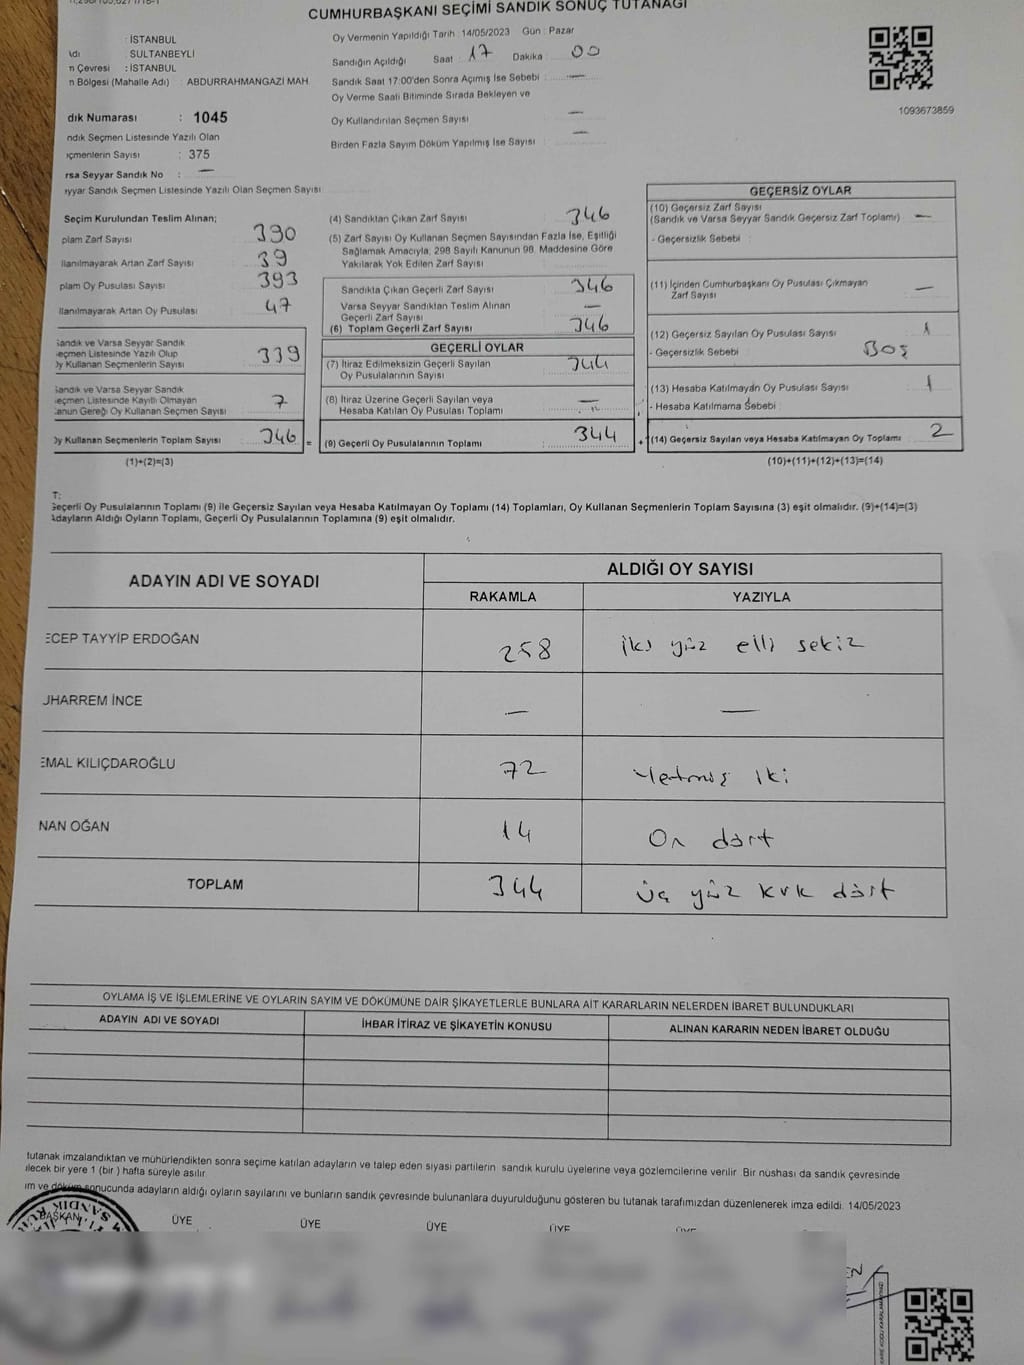 CUMHURBAŞKANI SEÇİMİ SANDIK SONUÇ TUTANAĞI
: İSTANBUL
SULTANBEYLİ
n Çevresi : İSTANBUL
n Bölgesi (Mahalle Adı) : ABDURRAHMANGAZİ MAH.
dık Numarası : 1045
ndık Seçmen Listesinde Yazılı Olan
içmenlerin Sayısı : 375
rsa Seyyar Sandık No : —
ıyyar Sandık Seçmen Listesinde Yazılı Olan Seçmen Sayısı
Oy Vermenin Yapıldığı Tarih : 14/05/2023 Gün : Pazar
Sandığın Açıldığı Saat : 17 Dakika : 00
Sandık Saat 17:00'den Sonra Açımış İse Sebebi : —
Oy Verme Saati Bitiminde Sırada Bekleyen ve
Oy Kullandırılan Seçmen Sayısı —
Birden Fazla Sayım Döküm Yapılmış İse Sayısı —
1093673859
Seçim Kurulundan Teslim Alınan;
plam Zarf Sayısı 390
llanılmayarak Artan Zarf Sayısı 39
plam Oy Pusulası Sayısı 393
llanılmayarak Artan Oy Pusulası 47
Sandık ve Varsa Seyyar Sandık
eçmen Listesinde Yazılı Olup
Oy Kullanan Seçmenlerin Sayısı 339
Sandık ve Varsa Seyyar Sandık
eçmen Listesinde Kayıtlı Olmayan
Kanun Gereği Oy Kullanan Seçmen Sayısı 7
Oy Kullanan Seçmenlerin Toplam Sayısı 346 =
(1)+(2)=(3)
(4) Sandıktan Çıkan Zarf Sayısı 346
(5) Zarf Sayısı Oy Kullanan Seçmen Sayısından Fazla İse, Eşitliği
Sağlamak Amacıyla; 298 Sayılı Kanunun 98. Maddesine Göre
Yakılarak Yok Edilen Zarf Sayısı
Sandıkta Çıkan Geçerli Zarf Sayısı 346
Varsa Seyyar Sandıktan Teslim Alınan
Geçerli Zarf Sayısı —
(6) Toplam Geçerli Zarf Sayısı 346
GEÇERLİ OYLAR
(7) İtiraz Edilmeksizin Geçerli Sayılan
Oy Pusulalarının Sayısı 344
(8) İtiraz Üzerine Geçerli Sayılan veya
Hesaba Katılan Oy Pusulası Toplamı —
(9) Geçerli Oy Pusulalarının Toplamı 344 +
GEÇERSİZ OYLAR
(10) Geçersiz Zarf Sayısı
(Sandık ve Varsa Seyyar Sandık Geçersiz Zarf Toplamı) —
- Geçersizlik Sebebi :
(11) İçinden Cumhurbaşkanı Oy Pusulası Çıkmayan
Zarf Sayısı —
(12) Geçersiz Sayılan Oy Pusulası Sayısı 1
- Geçersizlik Sebebi : Boş
(13) Hesaba Katılmayan Oy Pusulası Sayısı 1
- Hesaba Katılmama Sebebi :
(14) Geçersiz Sayılan veya Hesaba Katılmayan Oy Toplamı 2
(10)+(11)+(12)+(13)=(14)
T:
Geçerli Oy Pusulalarının Toplamı (9) ile Geçersiz Sayılan veya Hesaba Katılmayan Oy Toplamı (14) Toplamları, Oy Kullanan Seçmenlerin Toplam Sayısına (3) eşit olmalıdır. (9)+(14)=(3)
Adayların Aldığı Oyların Toplamı, Geçerli Oy Pusulalarının Toplamına (9) eşit olmalıdır.
ADAYIN ADI VE SOYADI ALDIĞI OY SAYISI
RAKAMLA YAZIYLA
ECEP TAYYİP ERDOĞAN 258 iki yüz elli sekiz
UHARREM İNCE — —
EMAL KILIÇDAROĞLU 72 Yetmiş iki
NAN OĞAN 14 On dört
TOPLAM 344 üç yüz kırk dört
OYLAMA İŞ VE İŞLEMLERİNE VE OYLARIN SAYIM VE DÖKÜMÜNE DAİR ŞİKAYETLERLE BUNLARA AİT KARARLARIN NELERDEN İBARET BULUNDUKLARI
ADAYIN ADI VE SOYADI İHBAR İTİRAZ VE ŞİKAYETİN KONUSU ALINAN KARARIN NEDEN İBARET OLDUĞU
tutanak imzalandıktan ve mühürlendikten sonra seçime katılan adayların ve talep eden siyasi partilerin sandık kurulu üyelerine veya gözlemcilerine verilir. Bir nüshası da sandık çevresinde
ilecek bir yere 1 (bir ) hafta süreyle asılır.
ım ve döküm sonucunda adayların aldığı oyların sayılarını ve bunların sandık çevresinde bulunanlara duyurulduğunu gösteren bu tutanak tarafımızdan düzenlenerek imza edildi. 14/05/2023
BAŞKAN ÜYE ÜYE ÜYE ÜYE ÜYE